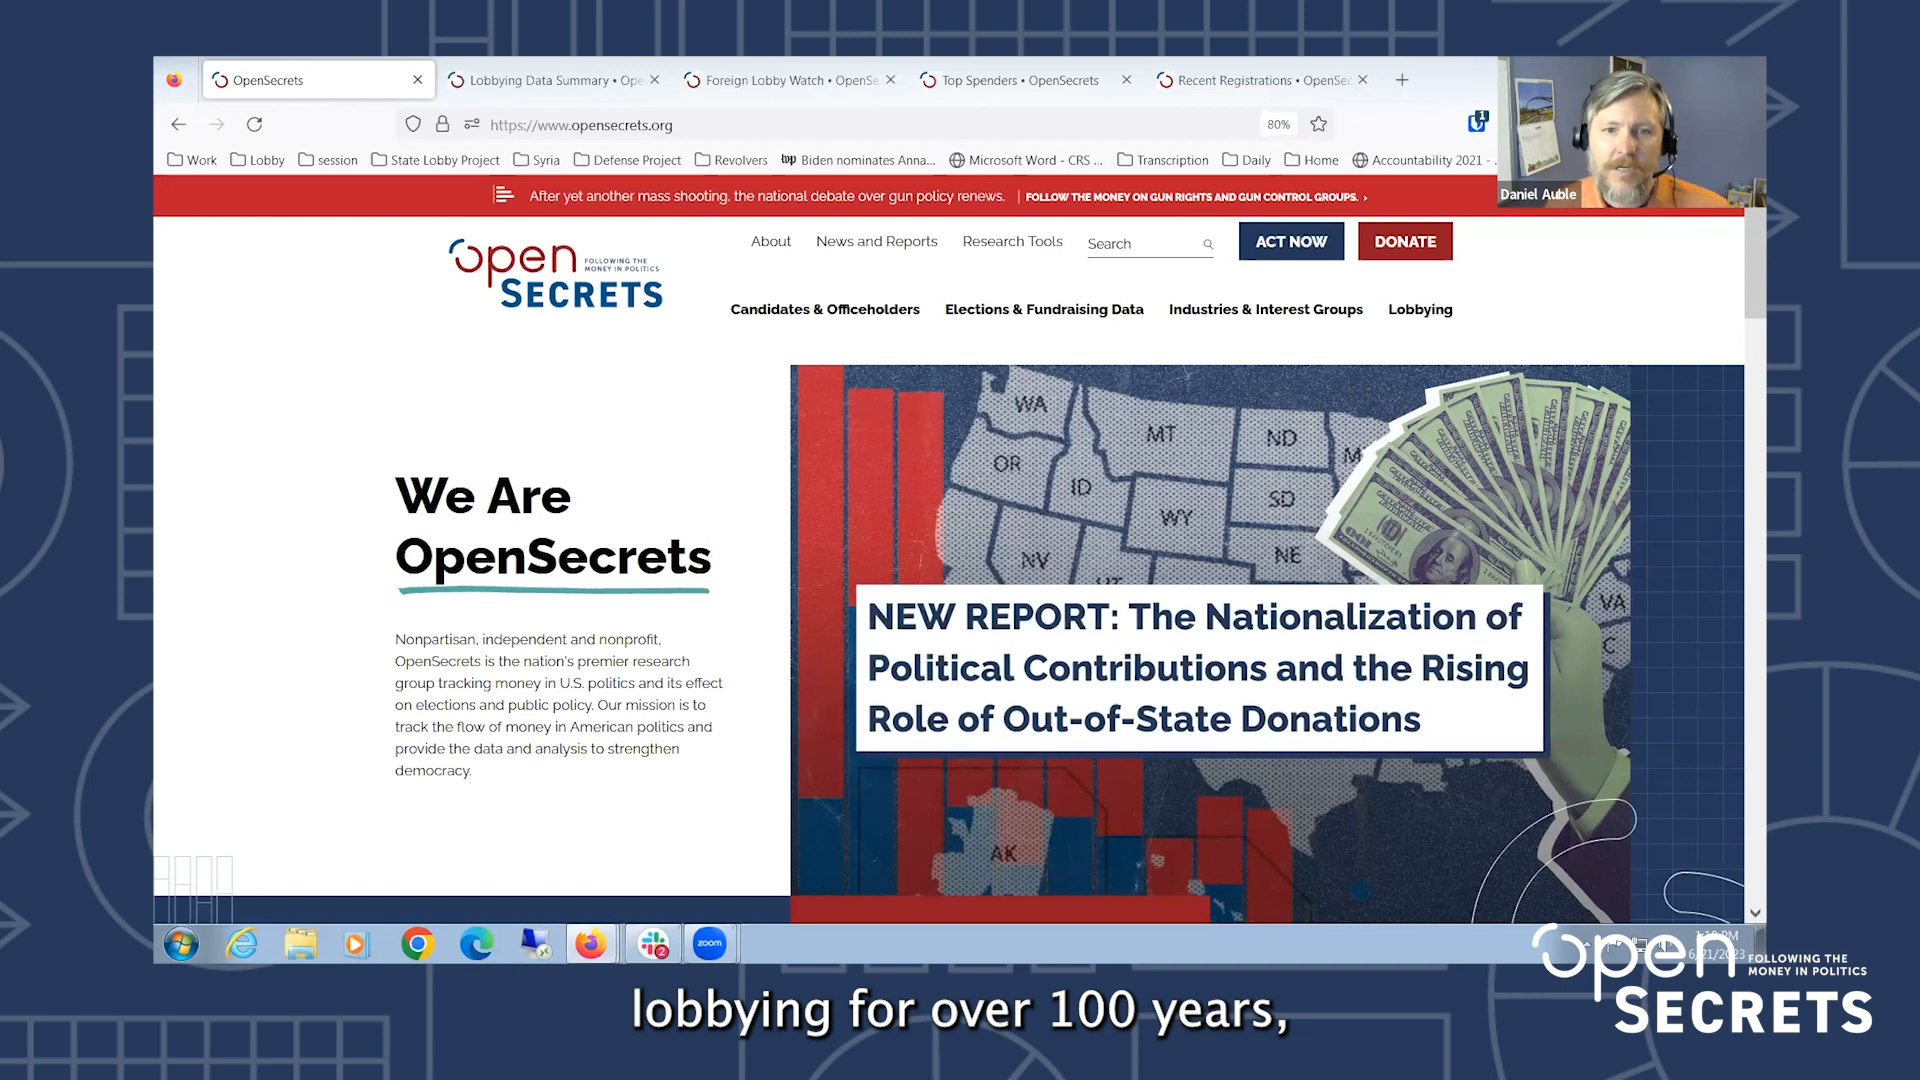 OpenSecrets
Lobbying Data Summary • Ope
Foreign Lobby Watch • OpenSe
Top Spenders • OpenSecrets
Recent Registrations • OpenSec
https://www.opensecrets.org
80%
1
Work
Lobby
session
State Lobby Project
Syria
Defense Project
Revolvers
top
Biden nominates Anna...
Microsoft Word - CRS ...
Transcription
Daily
Home
Accountability 2021 - .
Daniel Auble
After yet another mass shooting, the national debate over gun policy renews. | FOLLOW THE MONEY ON GUN RIGHTS AND GUN CONTROL GROUPS. ›
open
FOLLOWING THE
MONEY IN POLITICS
SECRETS
About
News and Reports
Research Tools
Search
ACT NOW
DONATE
Candidates & Officeholders
Elections & Fundraising Data
Industries & Interest Groups
Lobbying
We Are
OpenSecrets
Nonpartisan, independent and nonprofit,
OpenSecrets is the nation's premier research
group tracking money in U.S. politics and its effect
on elections and public policy. Our mission is to
track the flow of money in American politics and
provide the data and analysis to strengthen
democracy.
WA
MT
ND
OR
ID
SD
WY
NV
NE
VA
100
NEW REPORT: The Nationalization of
Political Contributions and the Rising
Role of Out-of-State Donations
AK
2
zoom
6/21/2023
open
FOLLOWING THE
MONEY IN POLITICS
SECRETS
lobbying for over 100 years,